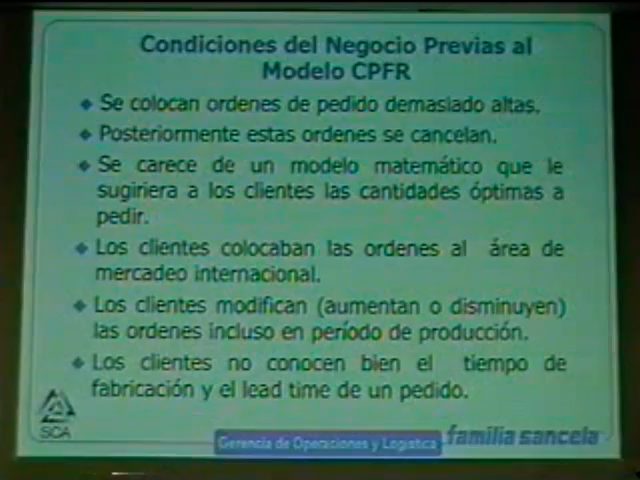 Condiciones del Negocio Previas al
Modelo CPFR
Se colocan ordenes de pedido demasiado altas.
Posteriormente estas ordenes se cancelan.
Se carece de un modelo matemático que le
sugiriera a los clientes las cantidades óptimas a
pedir.
Los clientes colocaban las ordenes al área de
mercadeo internacional.
Los clientes modifican (aumentan o disminuyen)
las ordenes incluso en período de producción.
Los clientes no conocen bien el tiempo de
fabricación y el lead time de un pedido.
SCA
Gerencia de Operaciones y Logística
familia sancela